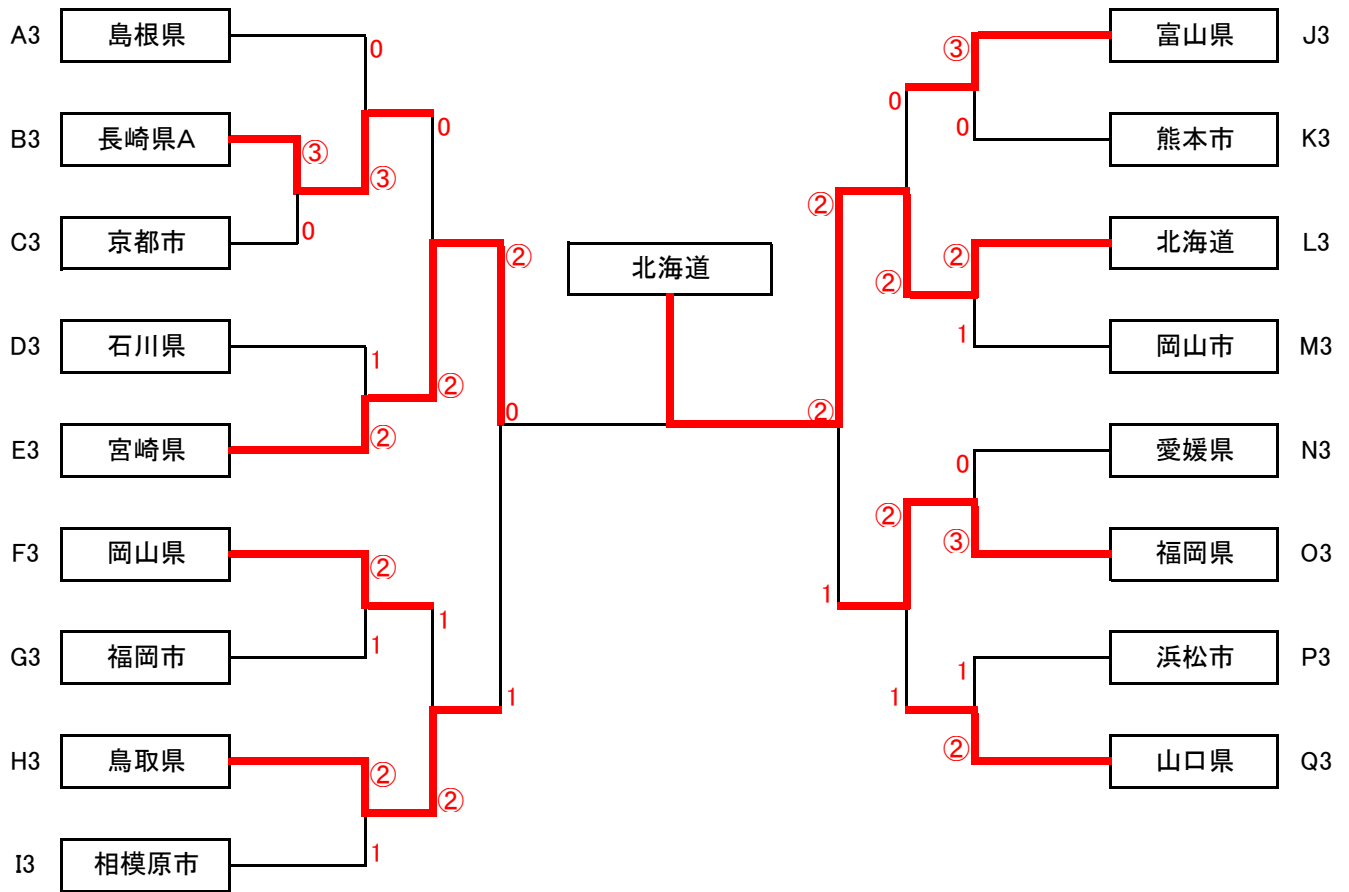 A3 島根県 0
B3 長崎県A ③
③
C3 京都市 0
0
D3 石川県 1
②
E3 宮崎県 ②
②
0
F3 岡山県 ②
1
G3 福岡市 1
1
H3 鳥取県 ②
②
I3 相模原市 1
北海道
③ 富山県 J3
0
0 熊本市 K3
②
② 北海道 L3
②
1 岡山市 M3
②
0 愛媛県 N3
②
③ 福岡県 O3
1
1 浜松市 P3
1
② 山口県 Q3